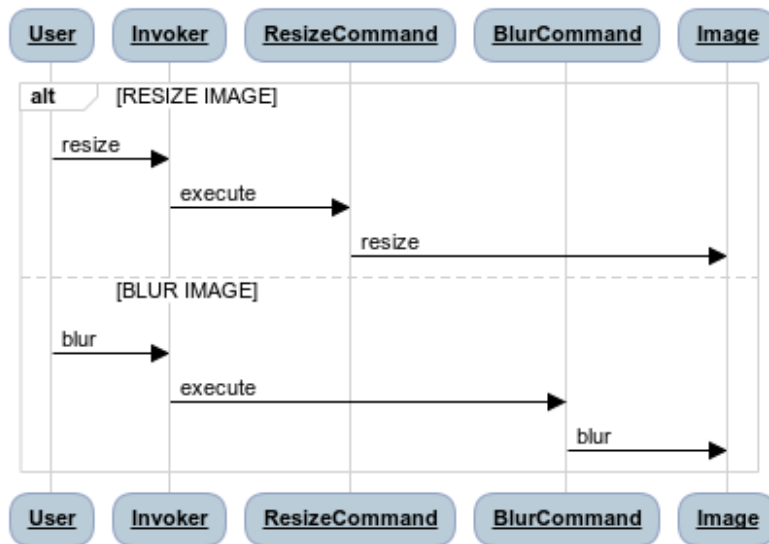 User Invoker ResizeCommand BlurCommand Image
alt [RESIZE IMAGE]
resize
execute
resize
[BLUR IMAGE]
blur
execute
blur
User Invoker ResizeCommand BlurCommand Image